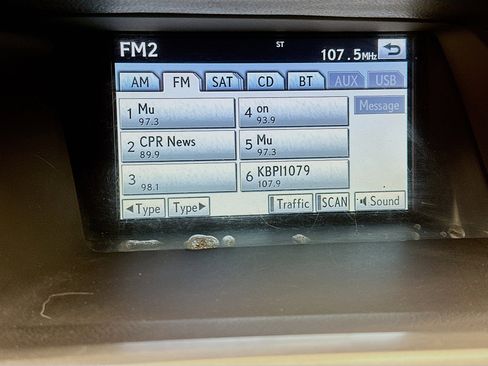 FM2 ST 107.5MHz
AM FM SAT CD BT AUX USB
1 Mu 97.3
4 on 93.9
Message
2 CPR News 89.9
5 Mu 97.3
3 98.1
6 KBPI1079 107.9
◀Type Type▶ Traffic SCAN Sound